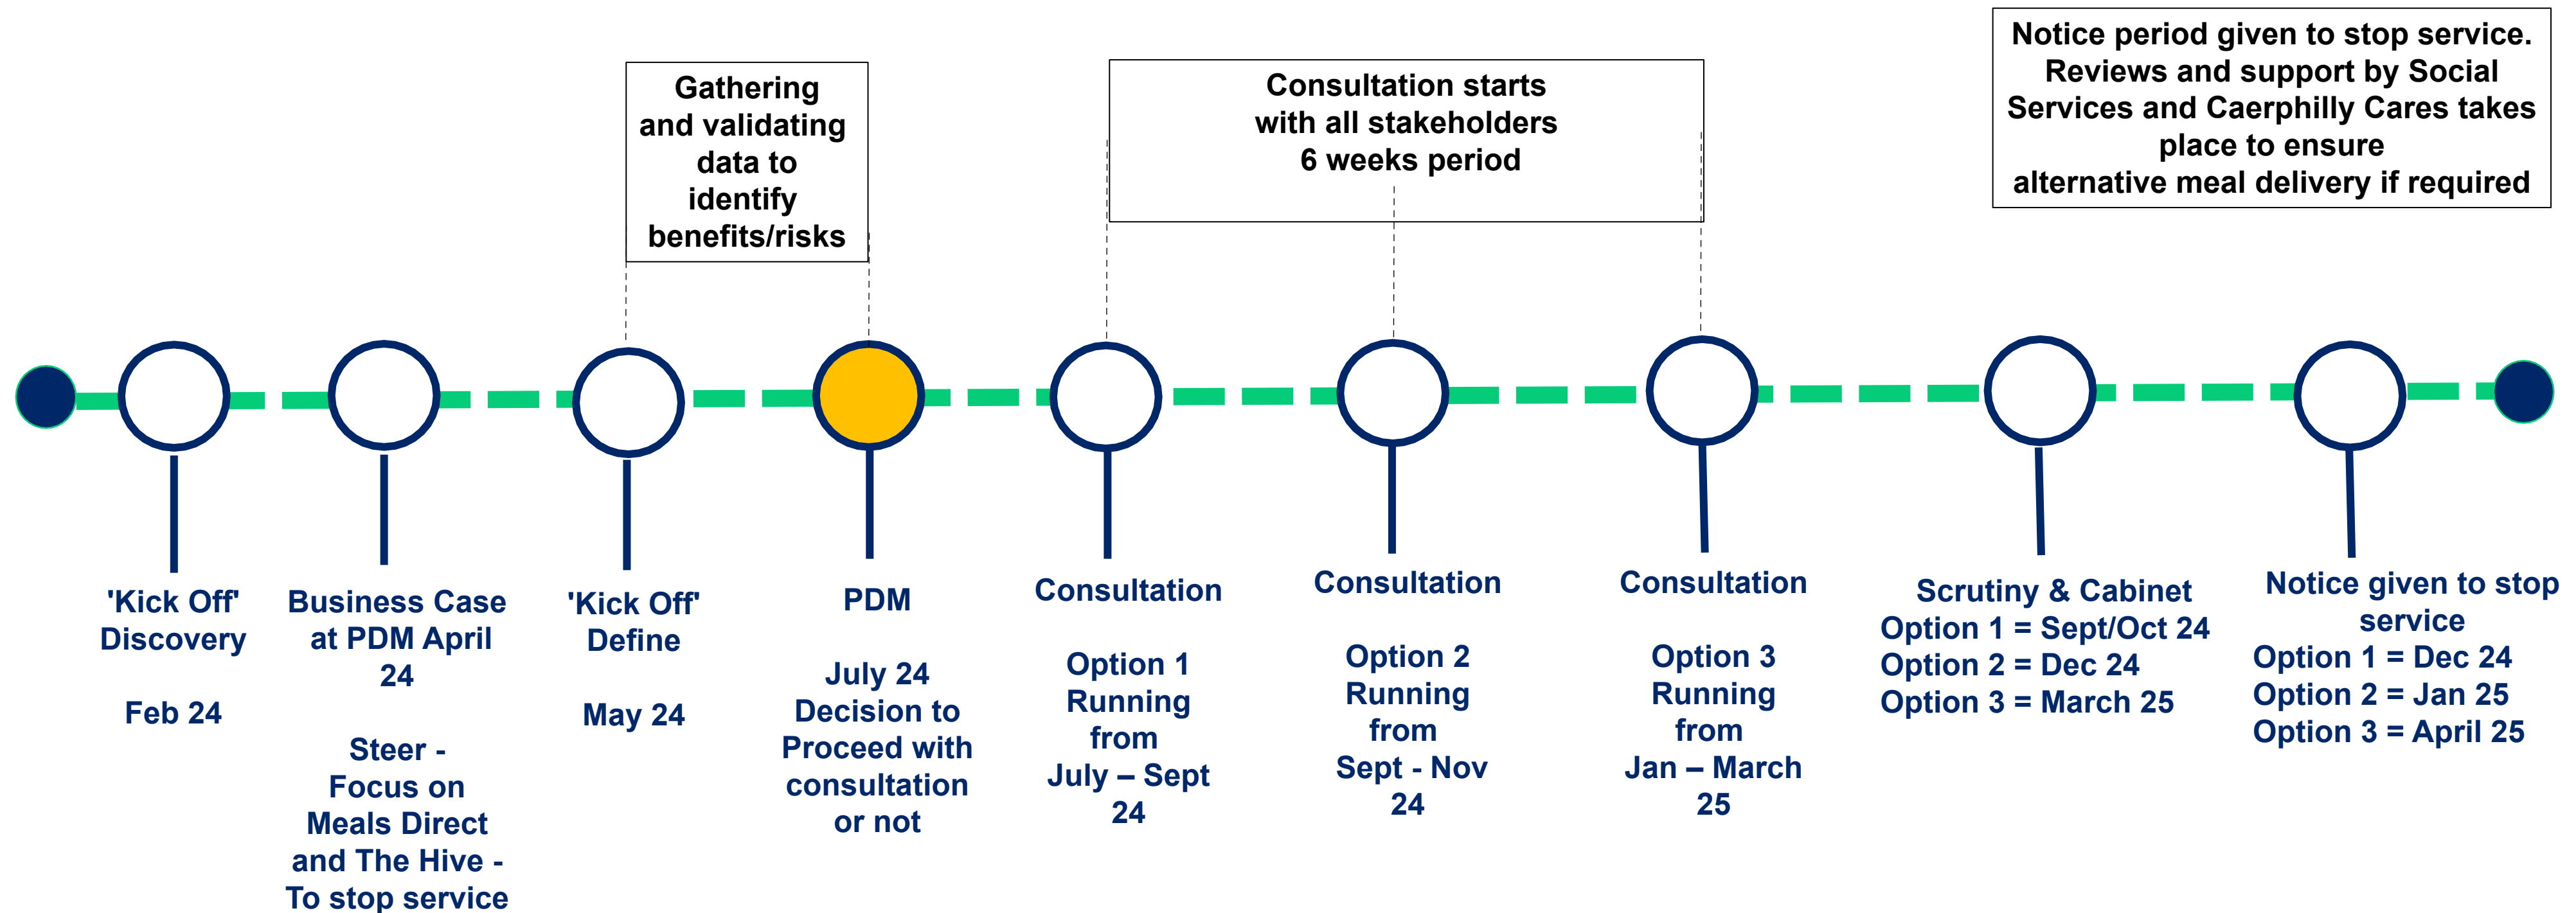 Gathering
and validating
data to
identify
benefits/risks
Consultation starts
with all stakeholders
6 weeks period
Notice period given to stop service.
Reviews and support by Social
Services and Caerphilly Cares takes
place to ensure
alternative meal delivery if required
'Kick Off'
Discovery
Feb 24
Business Case
at PDM April
24
Steer -
Focus on
Meals Direct
and The Hive -
To stop service
'Kick Off'
Define
May 24
PDM
July 24
Decision to
Proceed with
consultation
or not
Consultation
Option 1
Running
from
July – Sept
24
Consultation
Option 2
Running
from
Sept - Nov
24
Consultation
Option 3
Running
from
Jan – March
25
Scrutiny & Cabinet
Option 1 = Sept/Oct 24
Option 2 = Dec 24
Option 3 = March 25
Notice given to stop
service
Option 1 = Dec 24
Option 2 = Jan 25
Option 3 = April 25